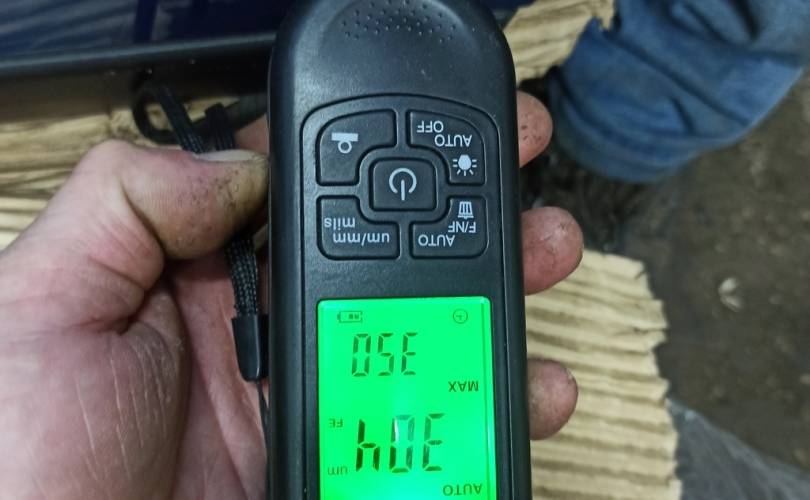 AUTO
304 um
FE
MAX
350
AUTO
F/NF
um/mm
mils
AUTO
OFF